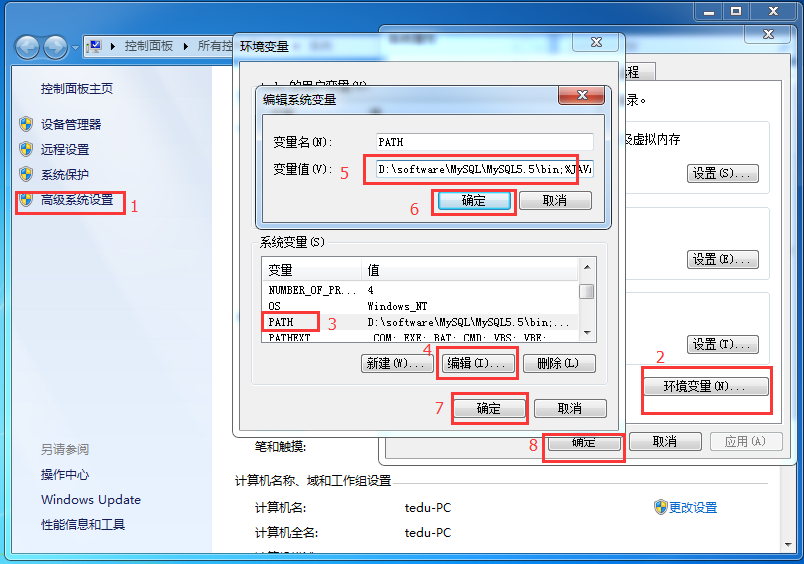 控制面板
所有控
环境变量
控制面板主页
设备管理器
远程设置
系统保护
高级系统设置
1
编辑系统变量
变量名(N):
PATH
变量值(V):
5
D:\software\MySQL\MySQL5.5\bin;%JAVA
6
确定
取消
系统变量(S)
变量
值
NUMBER_OF_PR...
4
OS
Windows_NT
PATH
3
D:\software\MySQL\MySQL5.5\bin;...
PATHEXT
.COM;.EXE;.BAT;.CMD;.VBS;.VBE;
新建(W)...
4
编辑(I)...
删除(L)
7
确定
取消
录。
及虚拟内存
设置(S)...
设置(E)...
设置(T)...
2
环境变量(N)...
8
确定
取消
应用(A)
另请参阅
操作中心
Windows Update
性能信息和工具
笔和触摸:
计算机名称、域和工作组设置
计算机名:
tedu-PC
更改设置
计算机全名:
tedu-PC